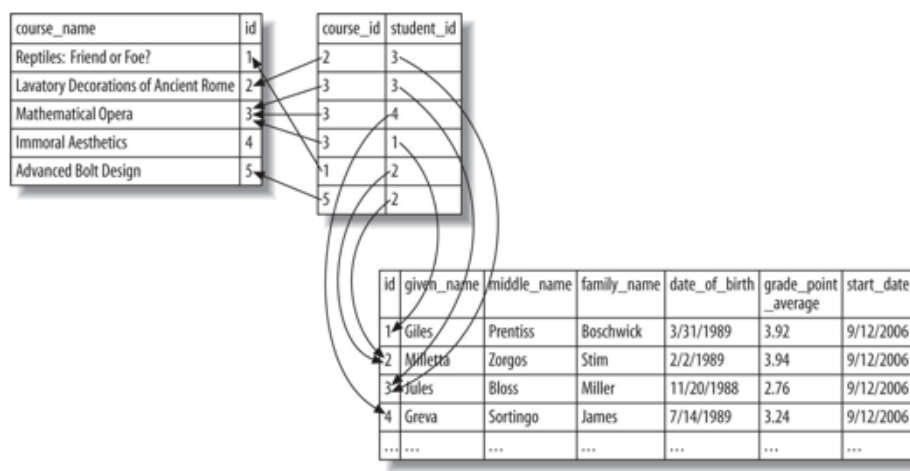 course_name id
Reptiles: Friend or Foe? 1
Lavatory Decorations of Ancient Rome 2
Mathematical Opera 3
Immoral Aesthetics 4
Advanced Bolt Design 5
course_id student_id
2 3
3 3
3 4
3 1
1 2
5 2
id given_name middle_name family_name date_of_birth grade_point start_date
_average
1 Giles Prentiss Boschwick 3/31/1989 3.92 9/12/2006
2 Milletta Zorgos Stim 2/2/1989 3.94 9/12/2006
3 Jules Bloss Miller 11/20/1988 2.76 9/12/2006
4 Greva Sortingo James 7/14/1989 3.24 9/12/2006
... ... ... ... ... ... ...